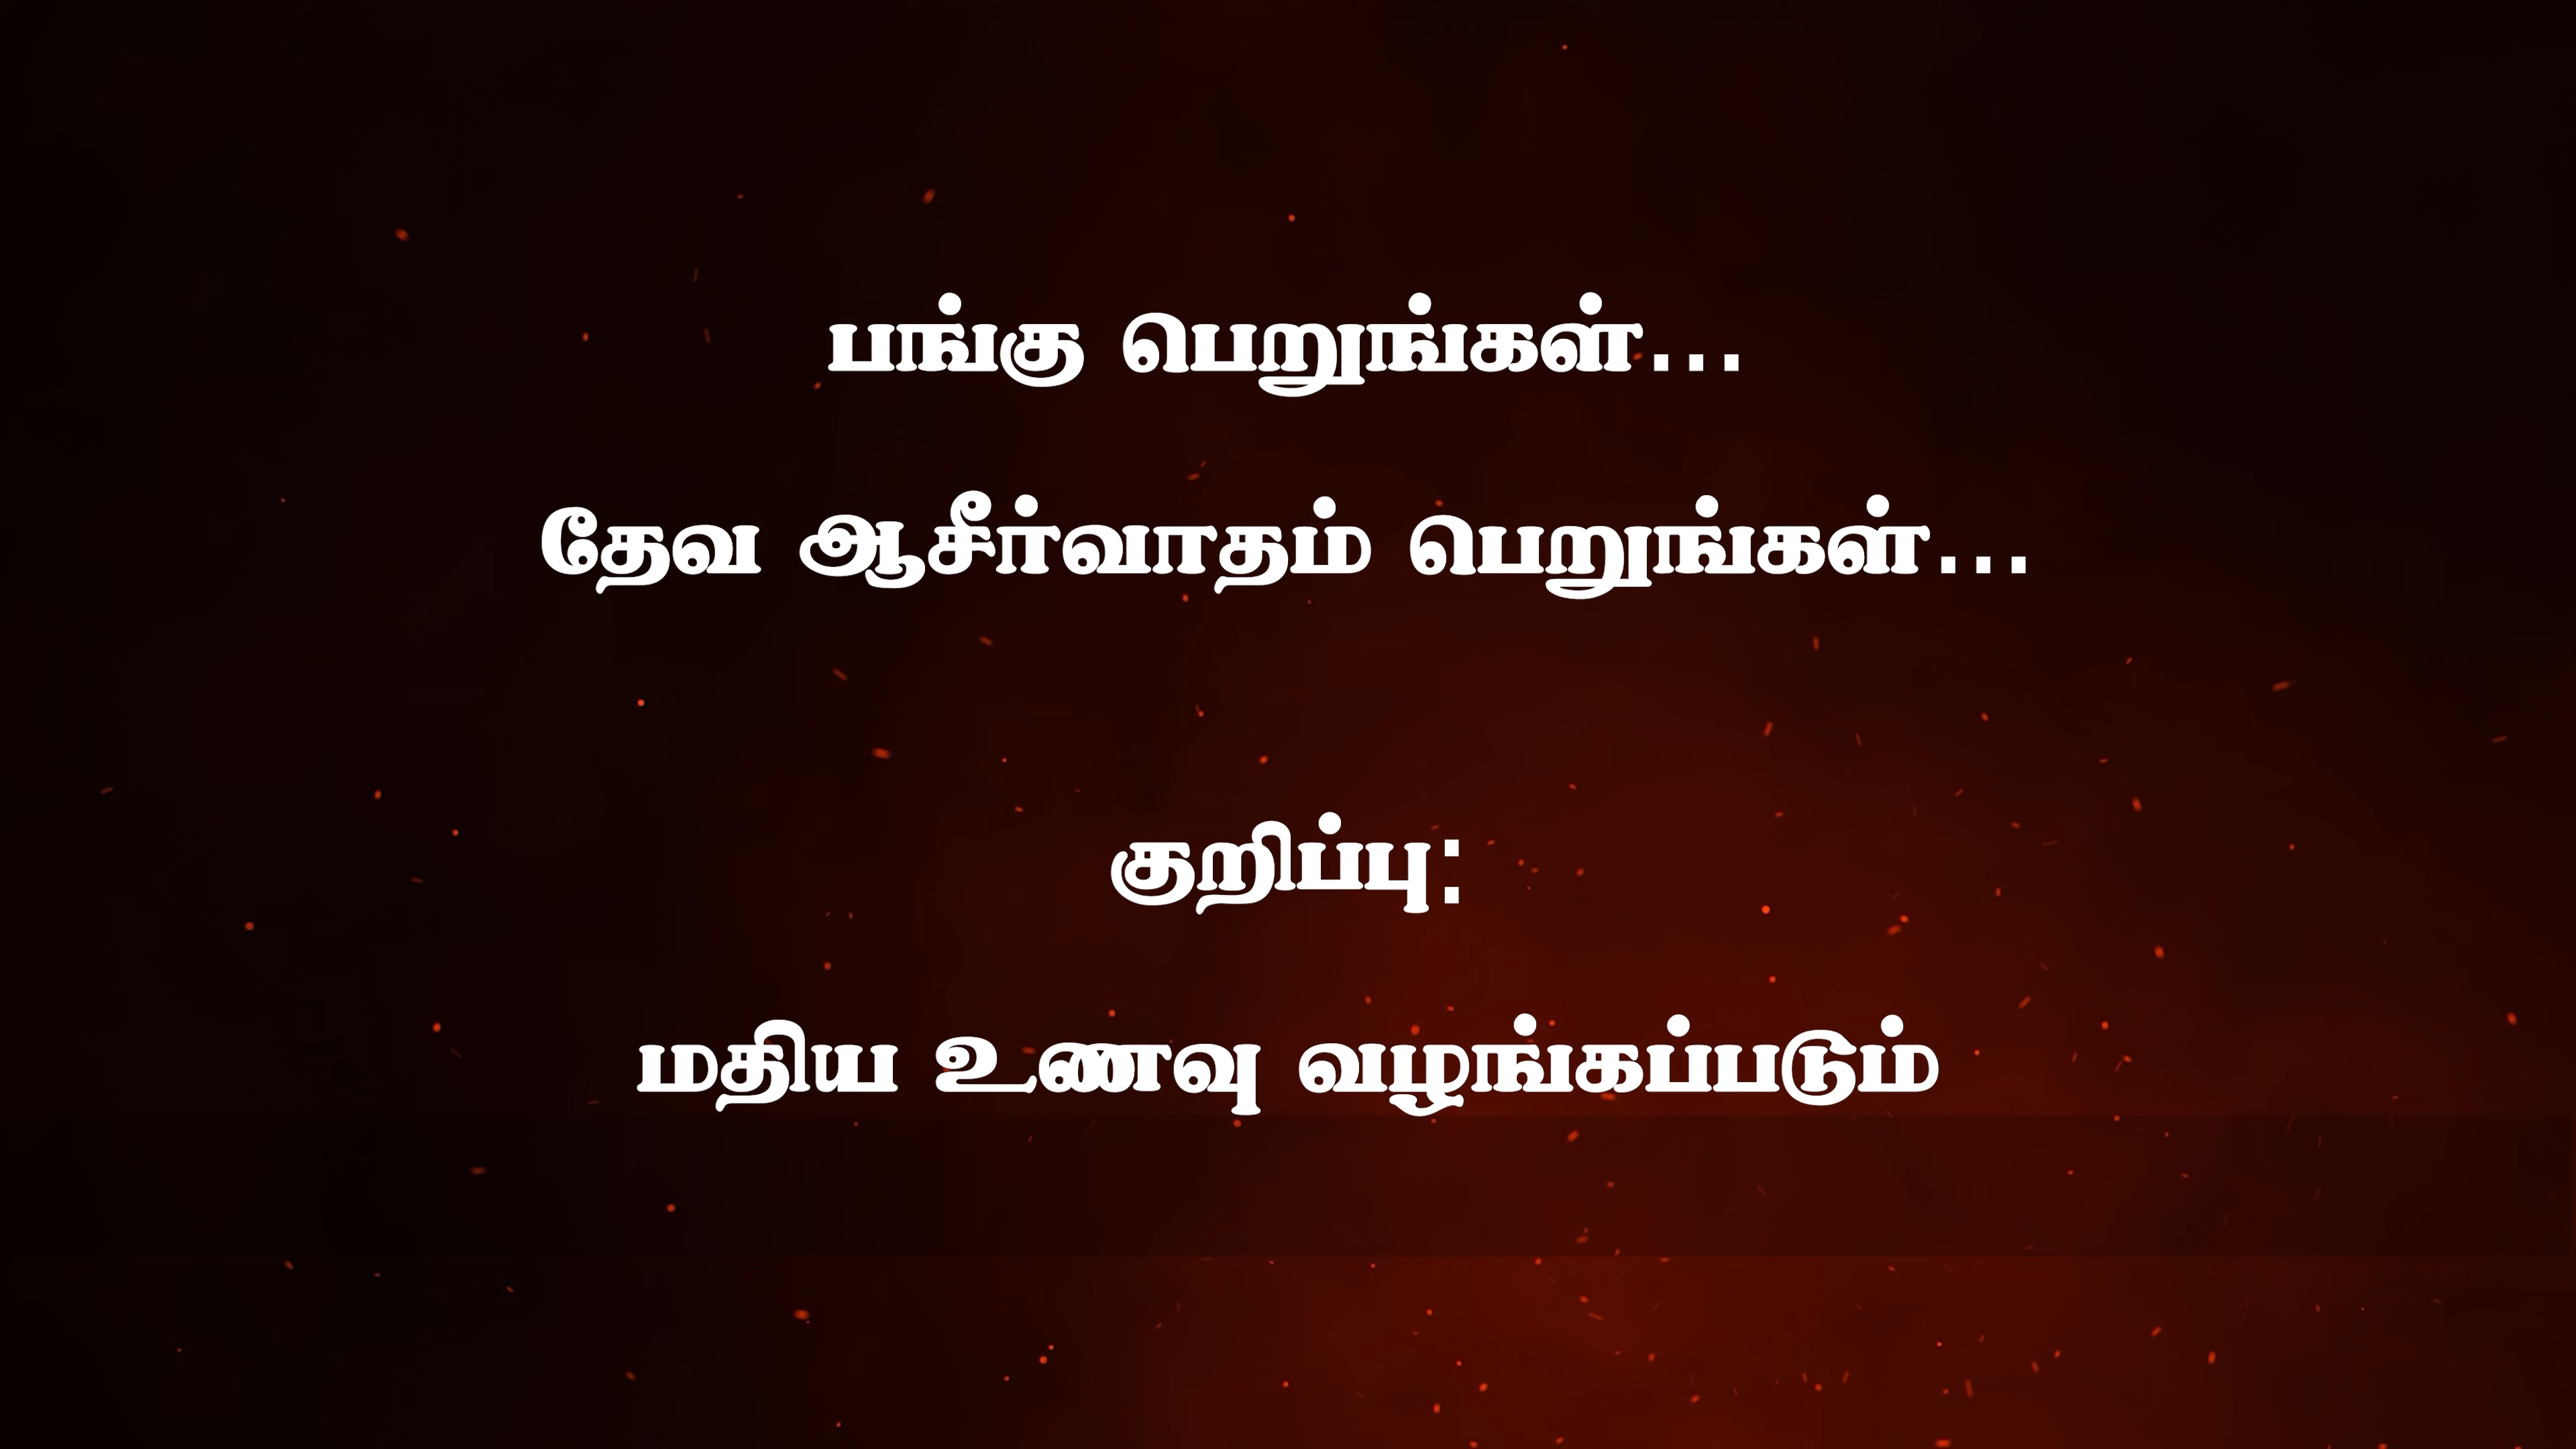 பங்கு பெறுங்கள்...
தேவ ஆசீர்வாதம் பெறுங்கள்...
குறிப்பு:
மதிய உணவு வழங்கப்படும்